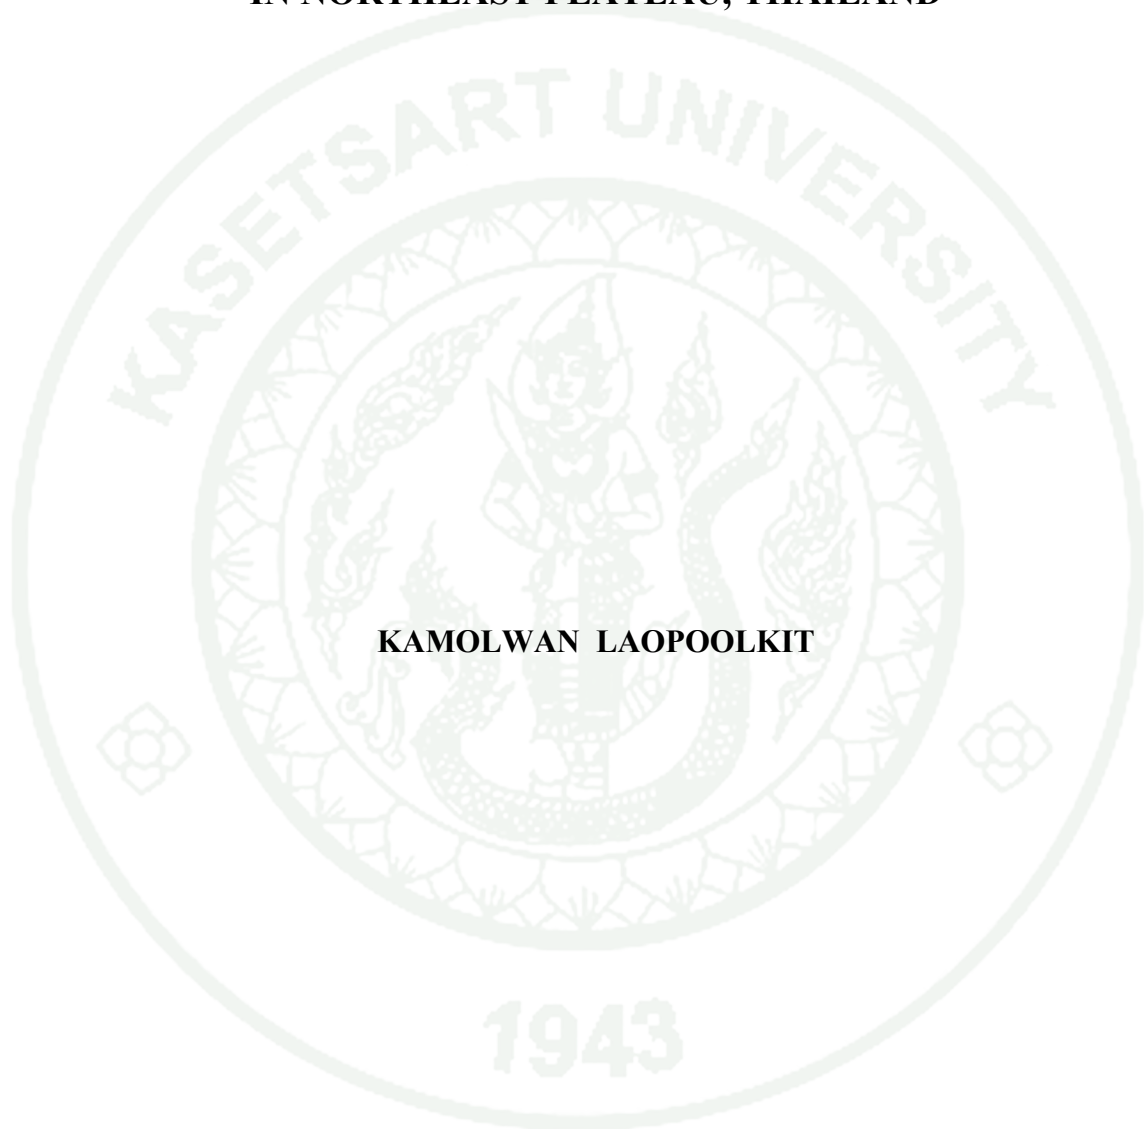 IN NORTHEAST PLATEAU, THAILAND
KASETSART UNIVERSITY
KAMOLWAN LAOPOOLKIT
1943